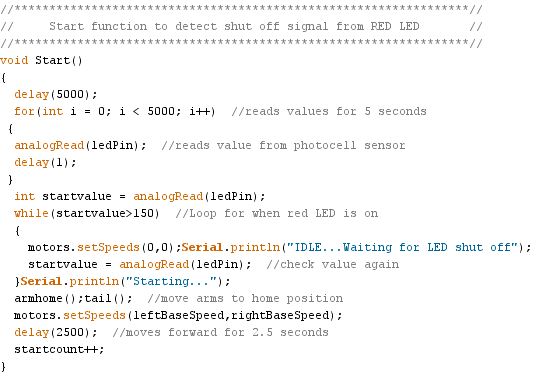 //****************************************************************//
//     Start function to detect shut off signal from RED LED       //
//****************************************************************//
void Start()
{
  delay(5000);
  for(int i = 0; i < 5000; i++)  //reads values for 5 seconds
 {
  analogRead(ledPin);  //reads value from photocell sensor
  delay(1);
 }
  int startvalue = analogRead(ledPin);
  while(startvalue>150)  //Loop for when red LED is on
  {
    motors.setSpeeds(0,0);Serial.println("IDLE...Waiting for LED shut off");
    startvalue = analogRead(ledPin);  //check value again
  }Serial.println("Starting...");
  armhome();tail();  //move arms to home position
  motors.setSpeeds(leftBaseSpeed,rightBaseSpeed);
  delay(2500);  //moves forward for 2.5 seconds
  startcount++;
}